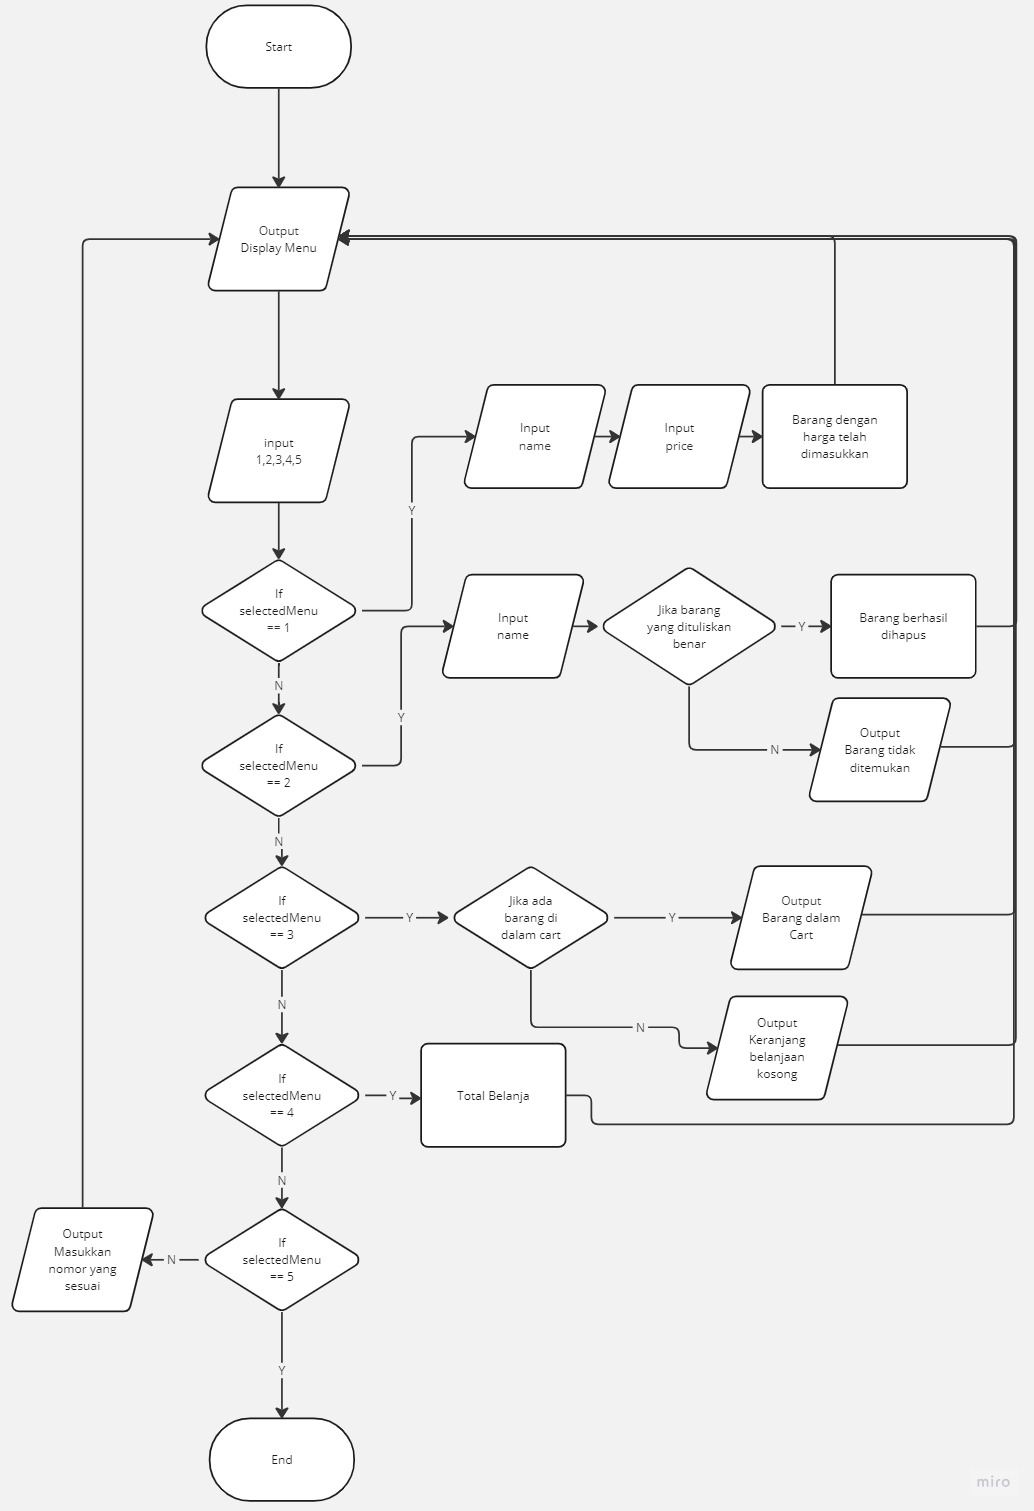 Start
Output
Display Menu
input
1,2,3,4,5
Input
name
Input
price
Barang dengan
harga telah
dimasukkan
Y
If
selectedMenu
== 1
Input
name
Jika barang
yang dituliskan
benar
Y
Barang berhasil
dihapus
N
Y
If
selectedMenu
== 2
N
Output
Barang tidak
ditemukan
N
If
selectedMenu
== 3
Y
Jika ada
barang di
dalam cart
Y
Output
Barang dalam
Cart
N
N
Output
Keranjang
belanjaan
kosong
If
selectedMenu
== 4
Y
Total Belanja
N
Output
Masukkan
nomor yang
sesuai
N
If
selectedMenu
== 5
Y
End
miro